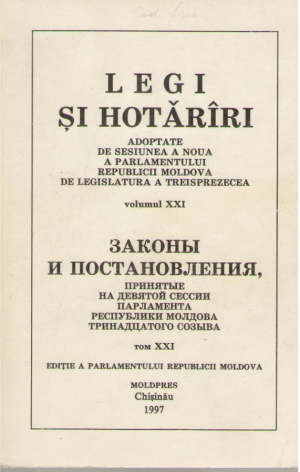 LEGI
ȘI HOTĂRÎRI
ADOPTATE
DE SESIUNEA A NOUA
A PARLAMENTULUI
REPUBLICII MOLDOVA
DE LEGISLATURA A TREISPREZECEA
volumul XXI
ЗАКОНЫ
И ПОСТАНОВЛЕНИЯ,
ПРИНЯТЫЕ
НА ДЕВЯТОЙ СЕССИИ
ПАРЛАМЕНТА
РЕСПУБЛИКИ МОЛДОВА
ТРИНАДЦАТОГО СОЗЫВА
том XXI
EDIȚIE A PARLAMENTULUI REPUBLICII MOLDOVA
MOLDPRES
Chișinău
1997